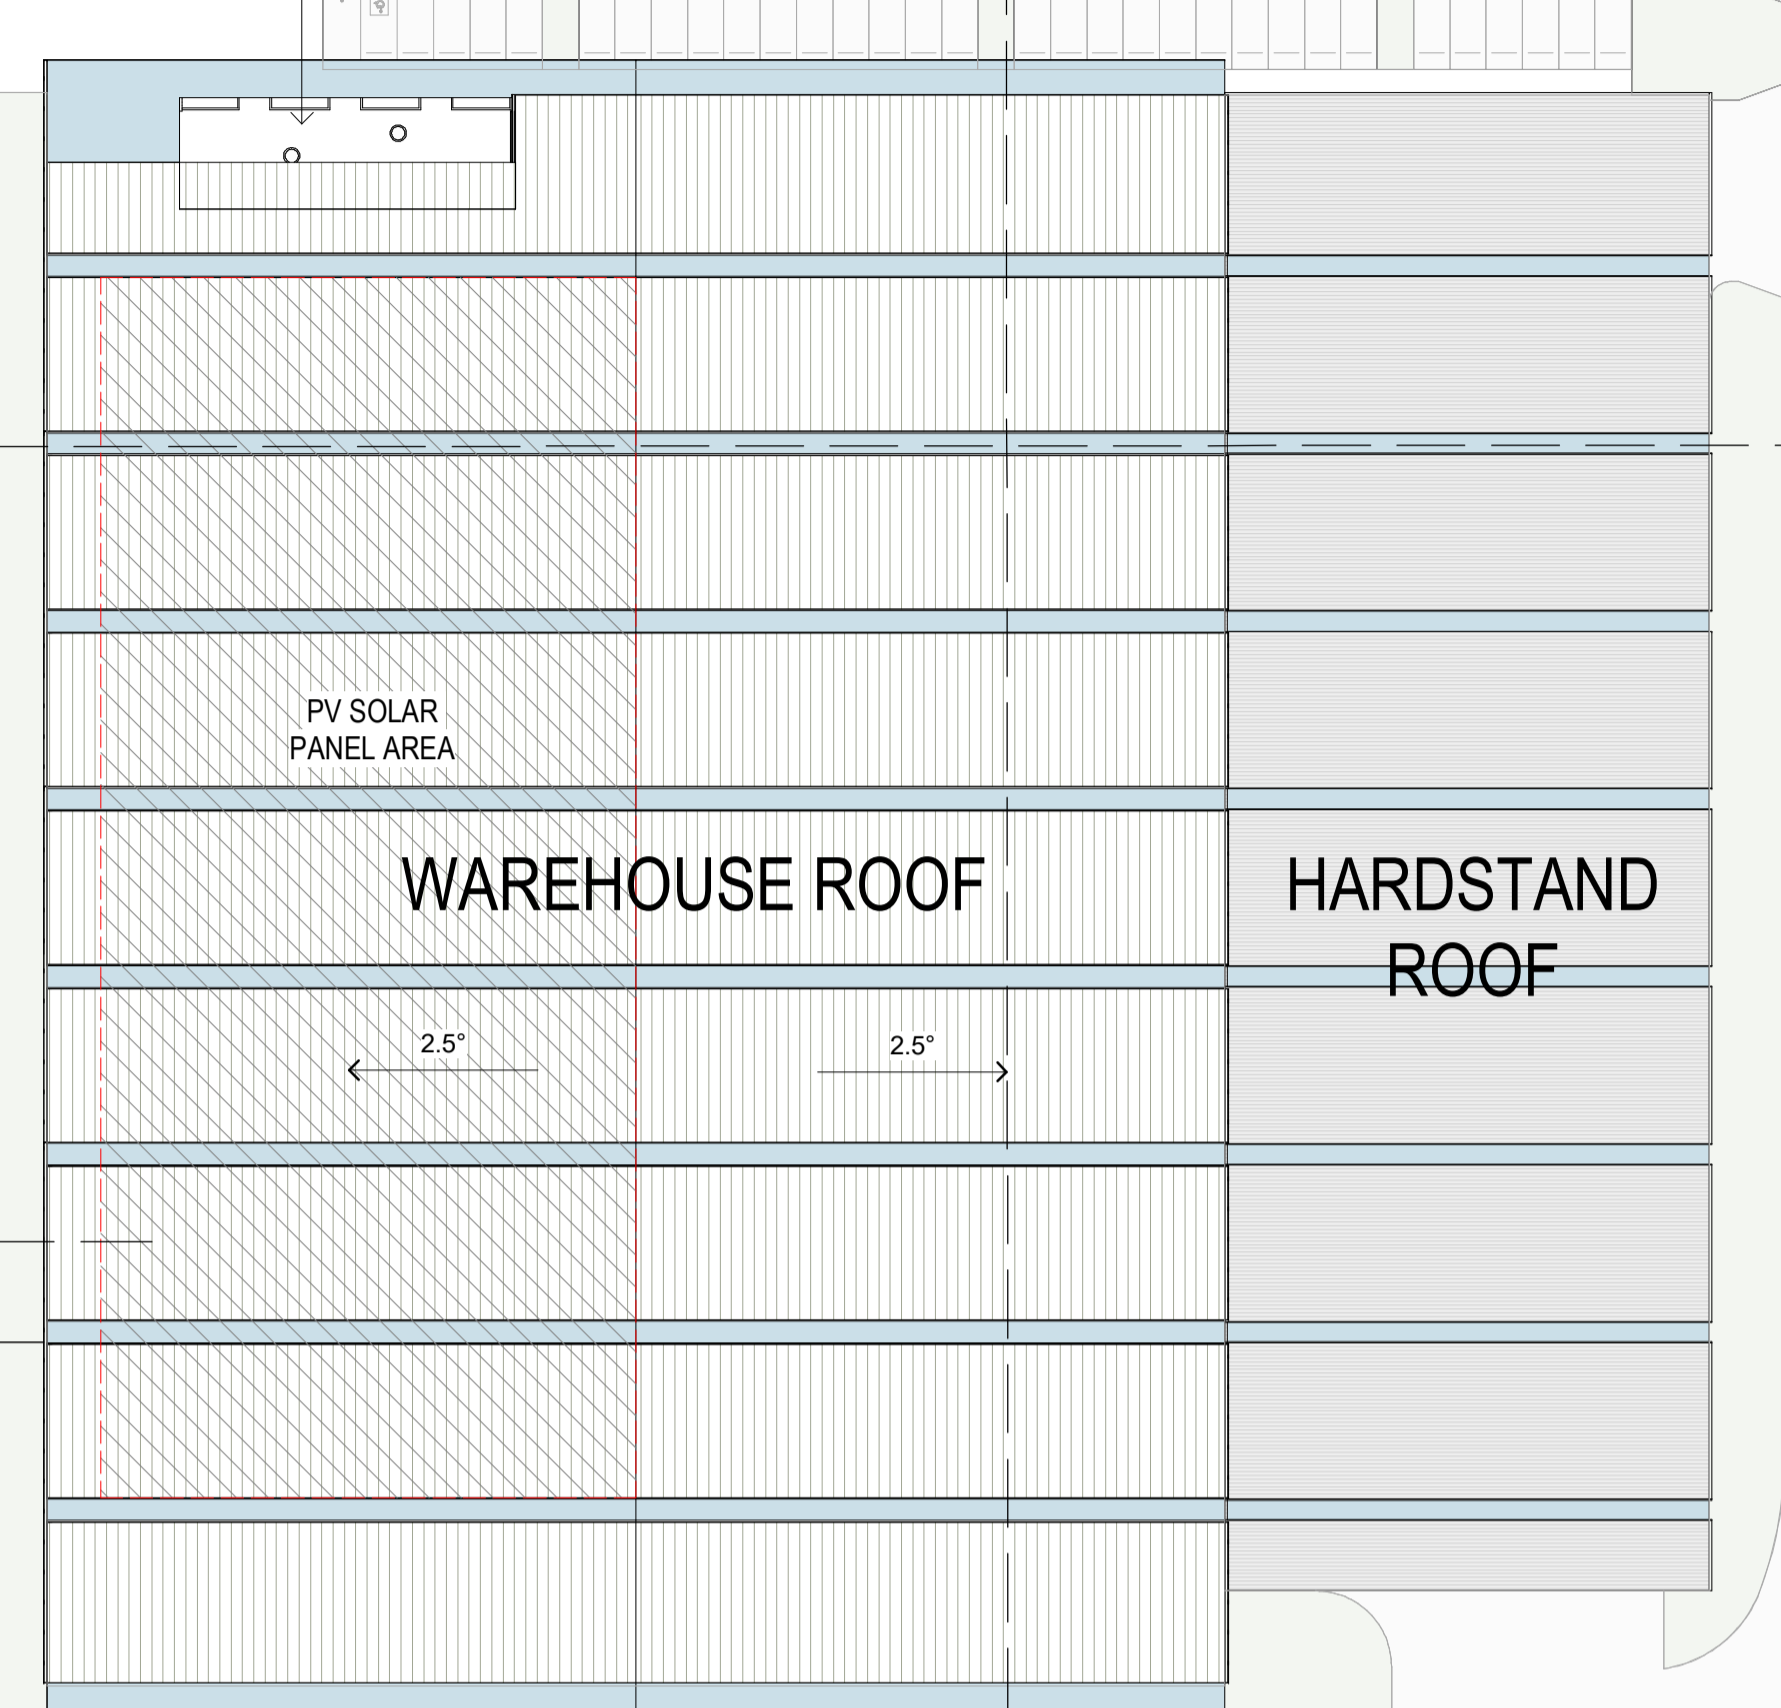 PV SOLAR
PANEL AREA
WAREHOUSE ROOF
HARDSTAND
ROOF
2.5°
2.5°